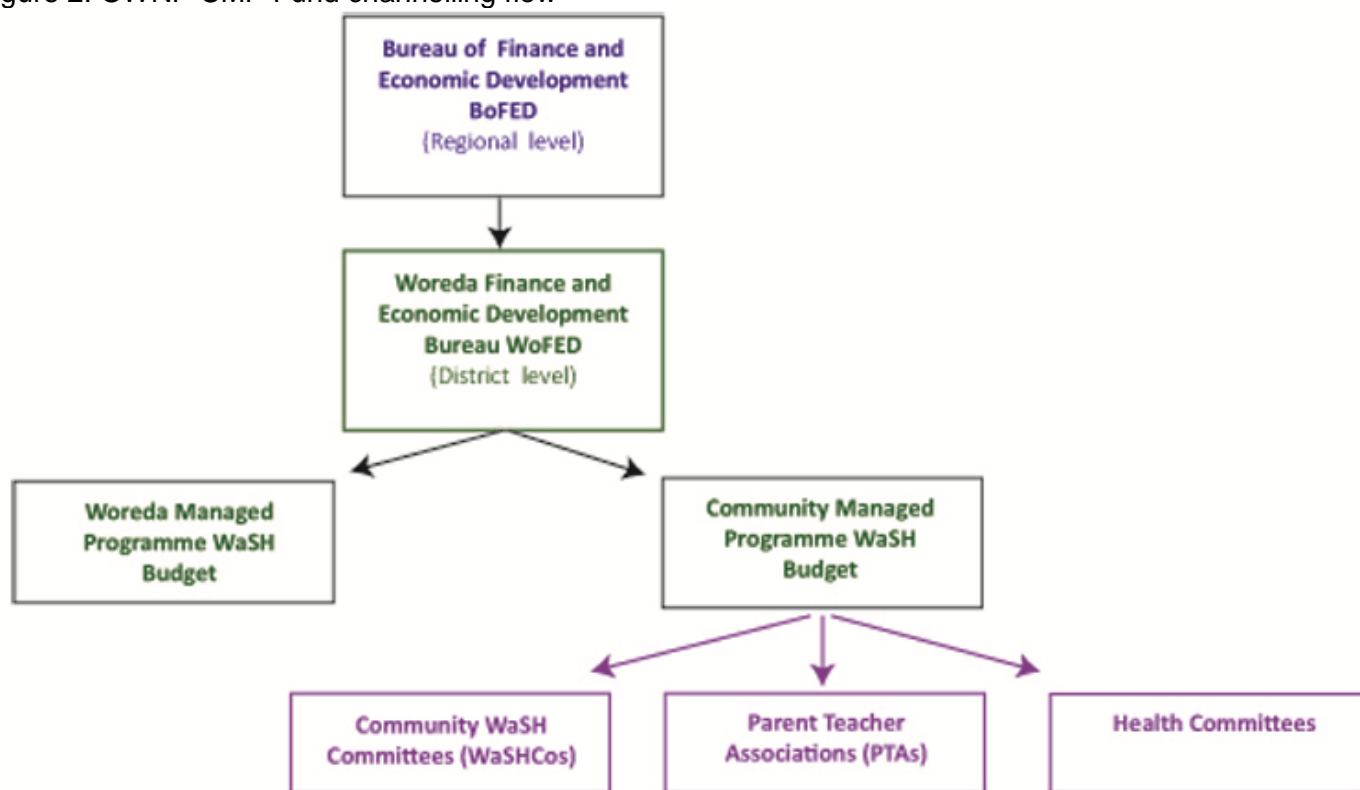 Bureau of Finance and
Economic Development
BoFED
(Regional level)
Woreda Finance and
Economic Development
Bureau WoFED
(District level)
Woreda Managed
Programme WaSH
Budget
Community Managed
Programme WaSH
Budget
Community WaSH
Committees (WaSHCos)
Parent Teacher
Associations (PTAs)
Health Committees